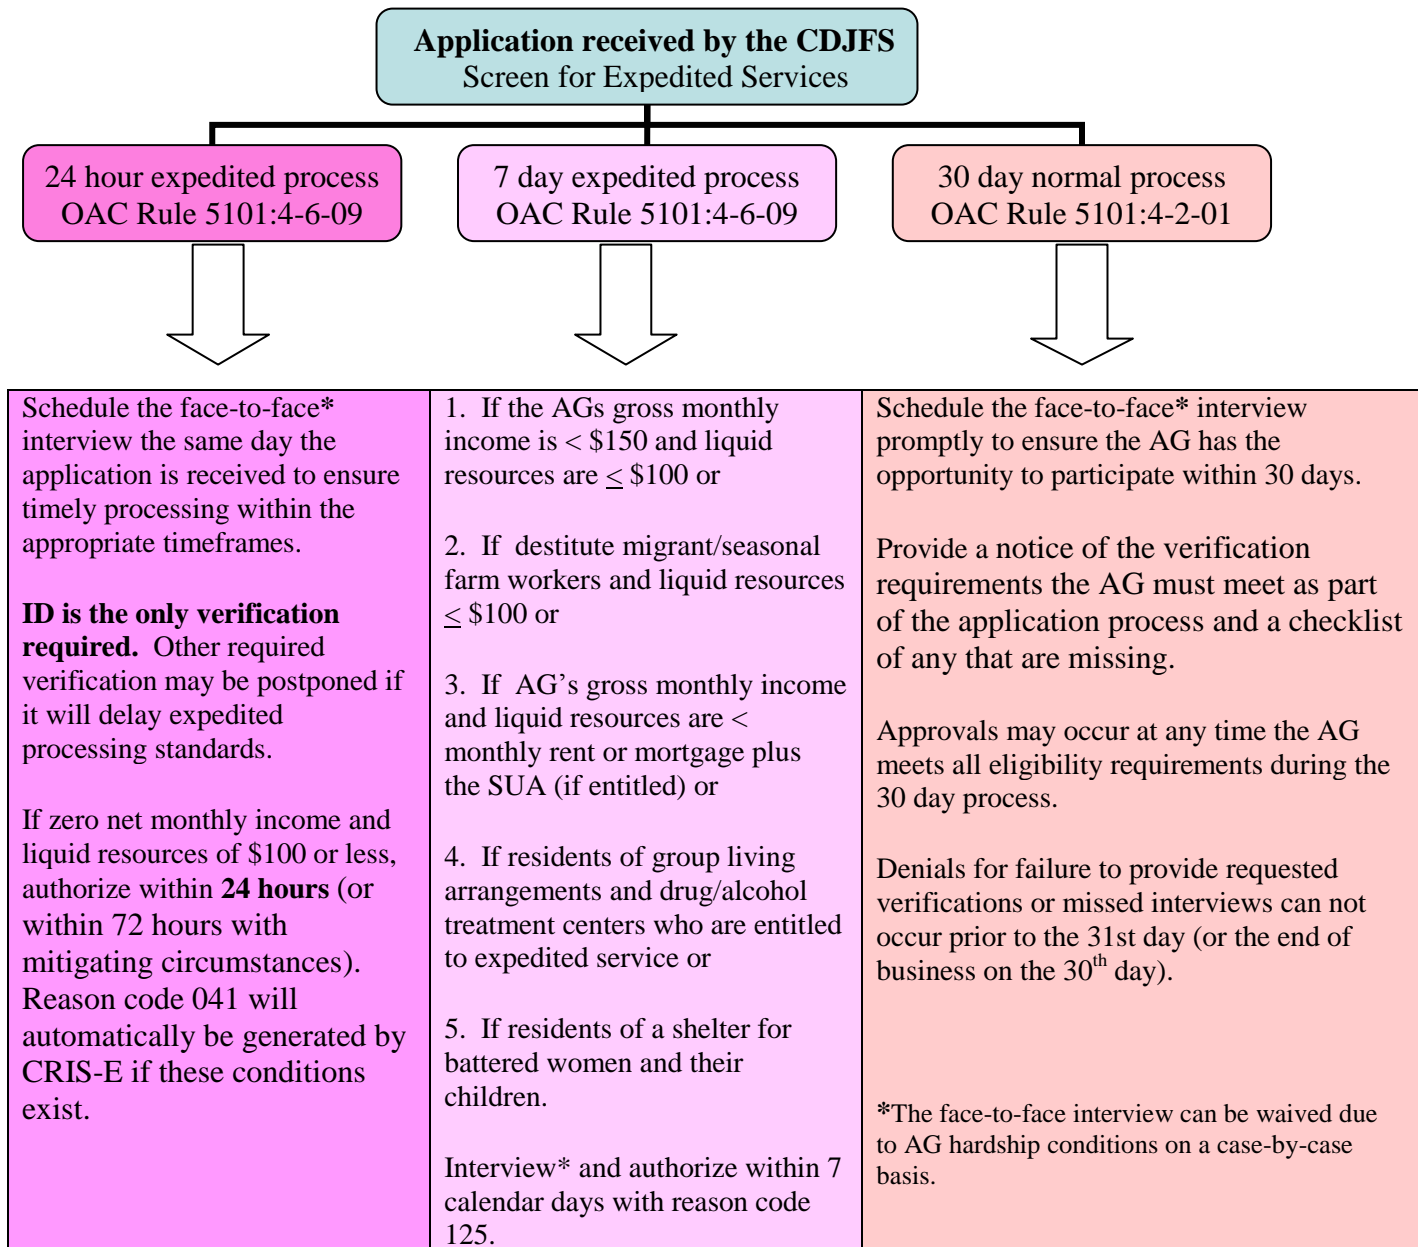 Application received by the CDJFS
Screen for Expedited Services
24 hour expedited process
OAC Rule 5101:4-6-09
7 day expedited process
OAC Rule 5101:4-6-09
30 day normal process
OAC Rule 5101:4-2-01
Schedule the face-to-face*
interview the same day the
application is received to ensure
timely processing within the
appropriate timeframes.
ID is the only verification
required. Other required
verification may be postponed if
it will delay expedited
processing standards.
If zero net monthly income and
liquid resources of $100 or less,
authorize within 24 hours (or
within 72 hours with
mitigating circumstances).
Reason code 041 will
automatically be generated by
CRIS-E if these conditions
exist.
1. If the AGs gross monthly
income is < $150 and liquid
resources are < $100 or
2. If destitute migrant/seasonal
farm workers and liquid resources
< $100 or
3. If AG’s gross monthly income
and liquid resources are <
monthly rent or mortgage plus
the SUA (if entitled) or
4. If residents of group living
arrangements and drug/alcohol
treatment centers who are entitled
to expedited service or
5. If residents of a shelter for
battered women and their
children.
Interview* and authorize within 7
calendar days with reason code
125.
Schedule the face-to-face* interview
promptly to ensure the AG has the
opportunity to participate within 30 days.
Provide a notice of the verification
requirements the AG must meet as part
of the application process and a checklist
of any that are missing.
Approvals may occur at any time the AG
meets all eligibility requirements during the
30 day process.
Denials for failure to provide requested
verifications or missed interviews can not
occur prior to the 31st day (or the end of
business on the 30th day).
*The face-to-face interview can be waived due
to AG hardship conditions on a case-by-case
basis.